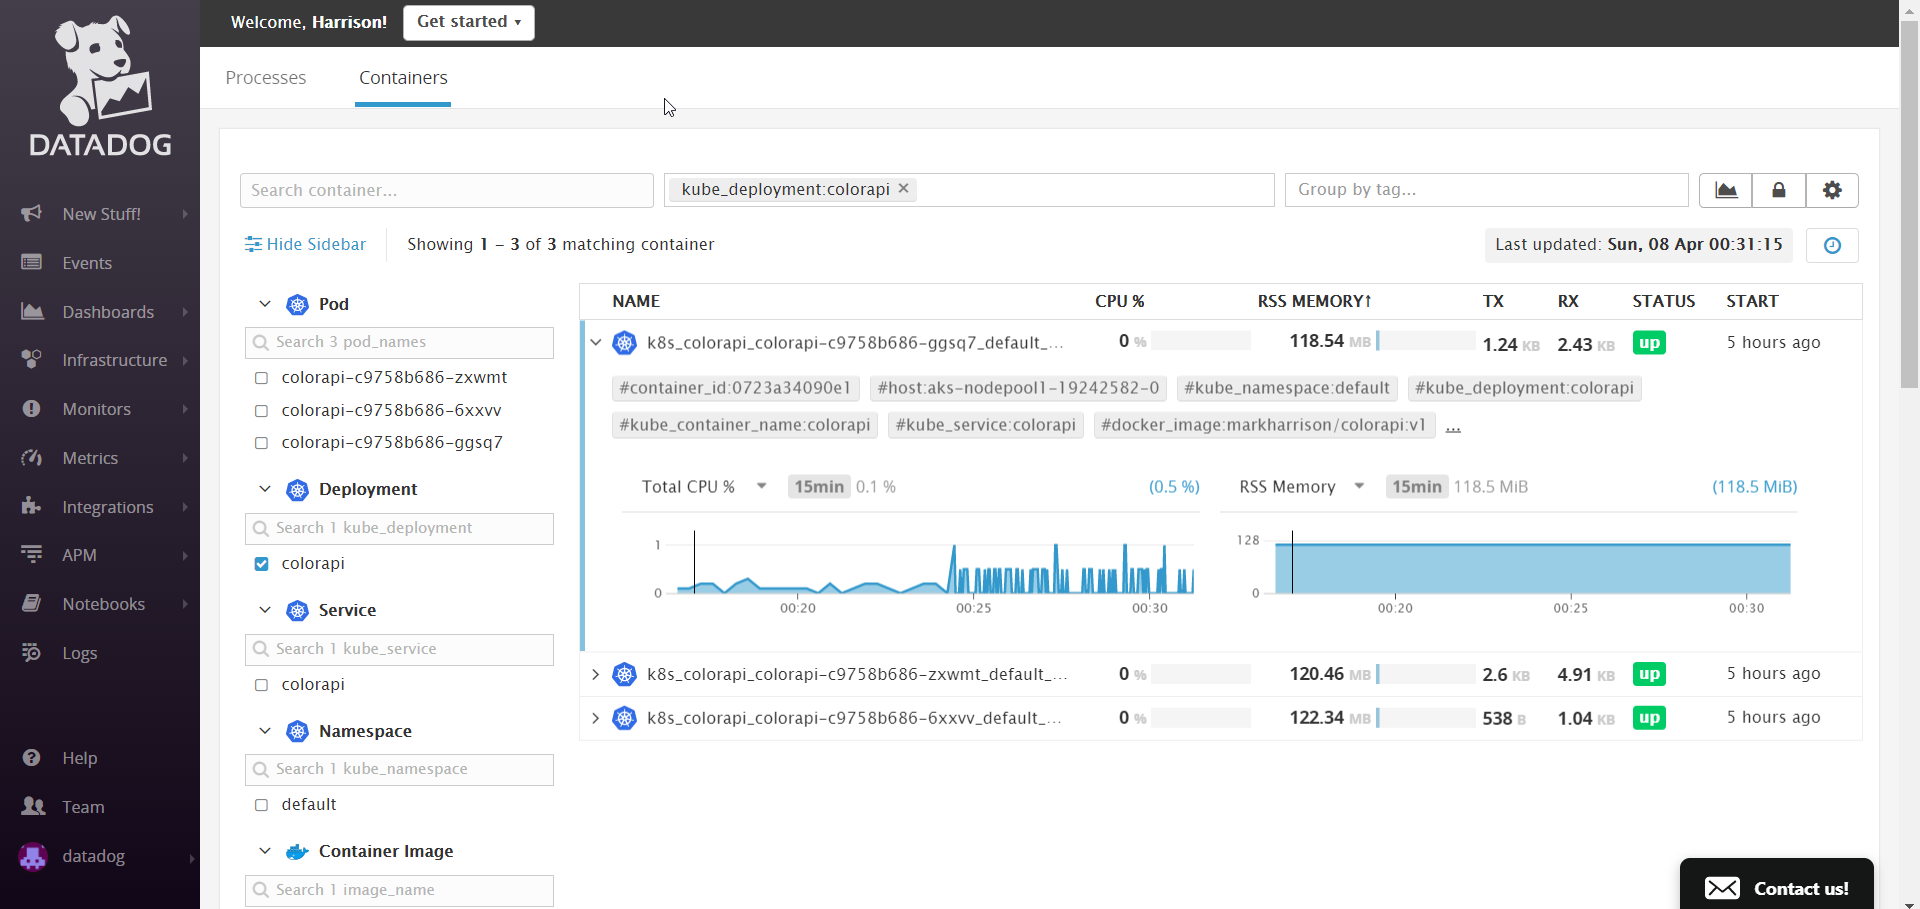 Welcome, Harrison! Get started
DATADOG
New Stuff!
Events
Dashboards
Infrastructure
Monitors
Metrics
Integrations
APM
Notebooks
Logs
Help
Team
datadog
Processes Containers
Search container... kube_deployment:colorapi × Group by tag...
Hide Sidebar Showing 1 – 3 of 3 matching container Last updated: Sun, 08 Apr 00:31:15
Pod
Search 3 pod_names
colorapi-c9758b686-zxwmt
colorapi-c9758b686-6xxvv
colorapi-c9758b686-ggsq7
Deployment
Search 1 kube_deployment
colorapi
Service
Search 1 kube_service
colorapi
Namespace
Search 1 kube_namespace
default
Container Image
Search 1 image_name
NAME CPU % RSS MEMORY↑ TX RX STATUS START
k8s_colorapi_colorapi-c9758b686-ggsq7_default_... 0 % 118.54 MB 1.24 KB 2.43 KB up 5 hours ago
#container_id:0723a34090e1 #host:aks-nodepool1-19242582-0 #kube_namespace:default #kube_deployment:colorapi
#kube_container_name:colorapi #kube_service:colorapi #docker_image:markharrison/colorapi:v1 ...
Total CPU % 15min 0.1 % (0.5 %) RSS Memory 15min 118.5 MiB (118.5 MiB)
1
0
00:20 00:25 00:30
128
0
00:20 00:25 00:30
k8s_colorapi_colorapi-c9758b686-zxwmt_default_... 0 % 120.46 MB 2.6 KB 4.91 KB up 5 hours ago
k8s_colorapi_colorapi-c9758b686-6xxvv_default_... 0 % 122.34 MB 538 B 1.04 KB up 5 hours ago
Contact us!